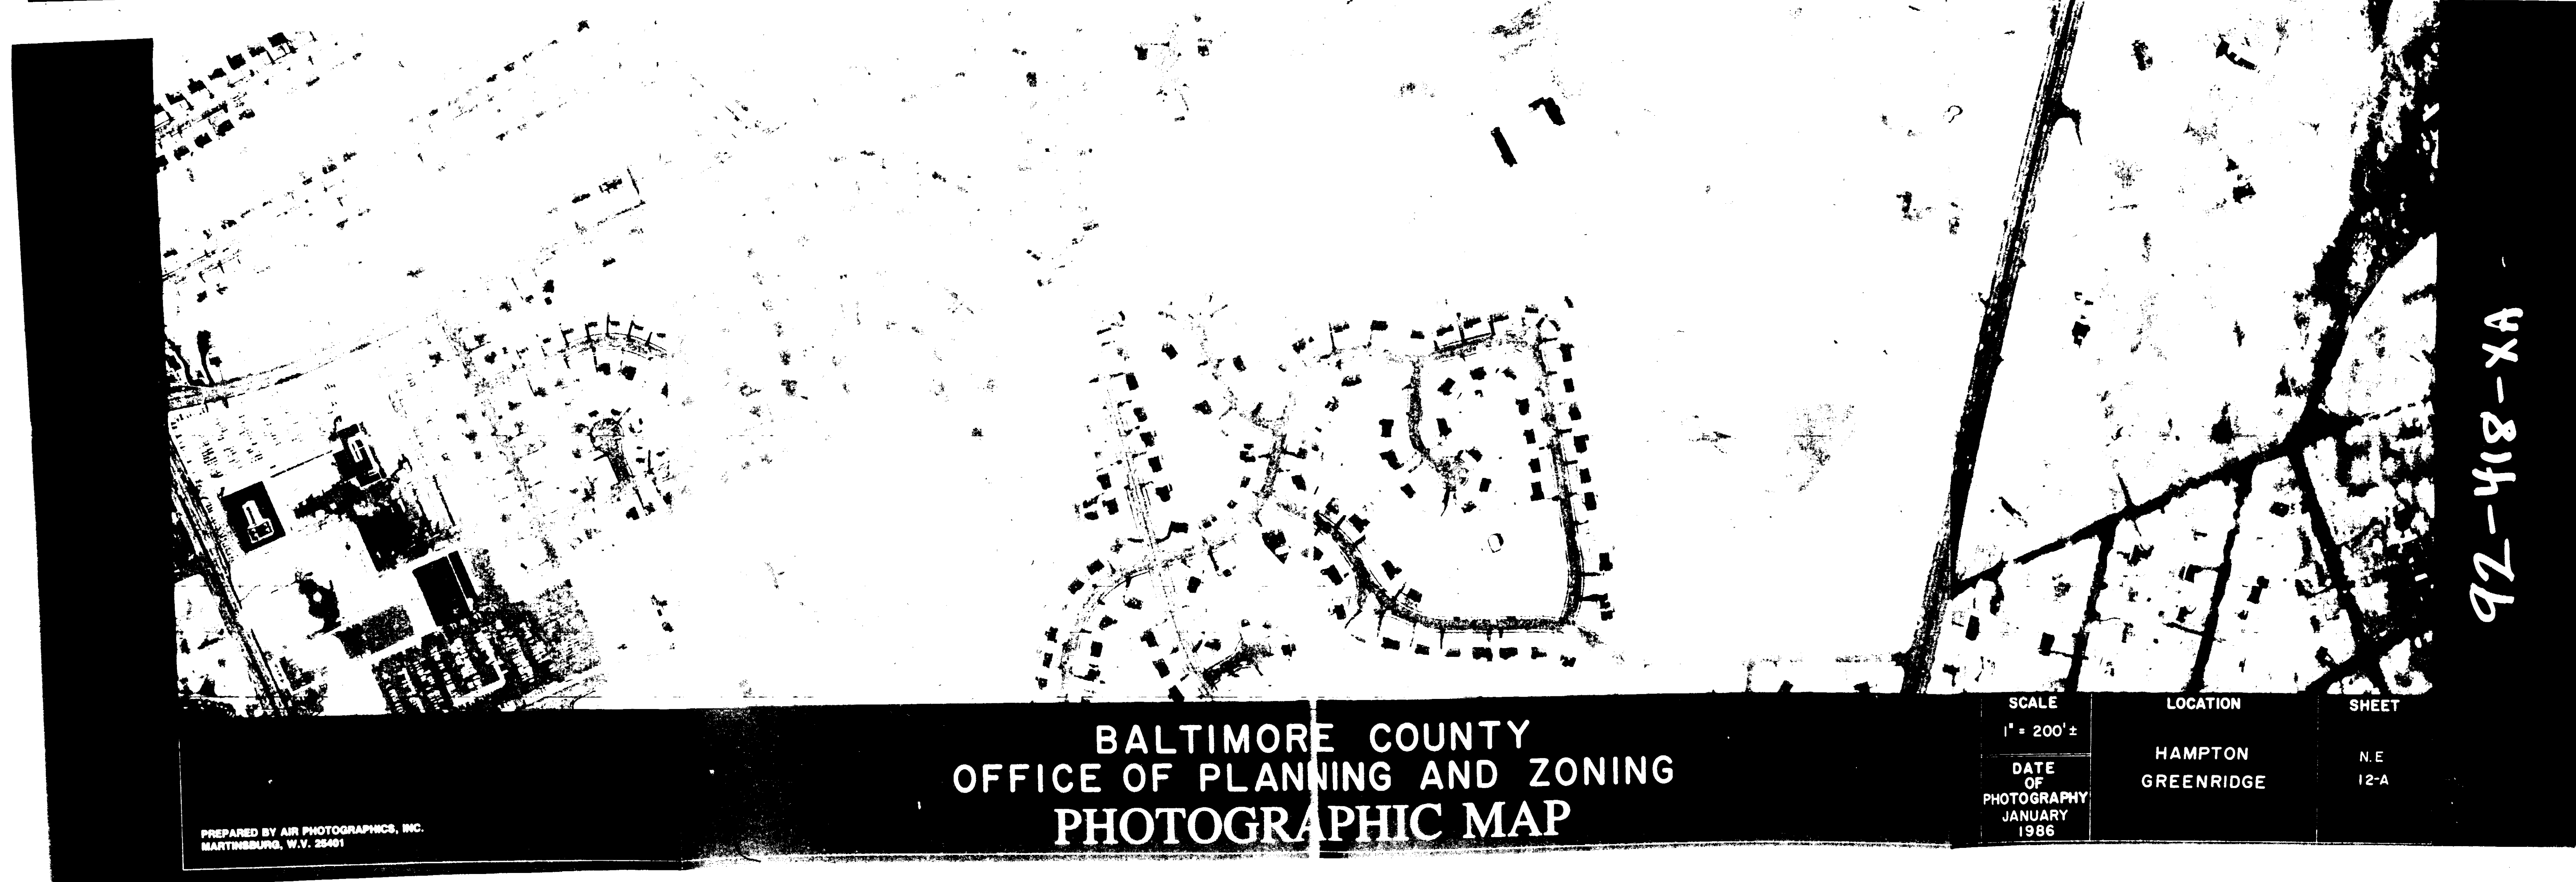 BALTIMORE COUNTY
OFFICE OF PLANNING AND ZONING
PHOTOGRAPHIC MAP
PREPARED BY AIR PHOTOGRAPHICS, INC.
MARTINSBURG, W.V. 25401
SCALE
1" = 200' ±
DATE
OF
PHOTOGRAPHY
JANUARY
1986
LOCATION
HAMPTON
GREENRIDGE
SHEET
N.E
12-A
92-418-XA